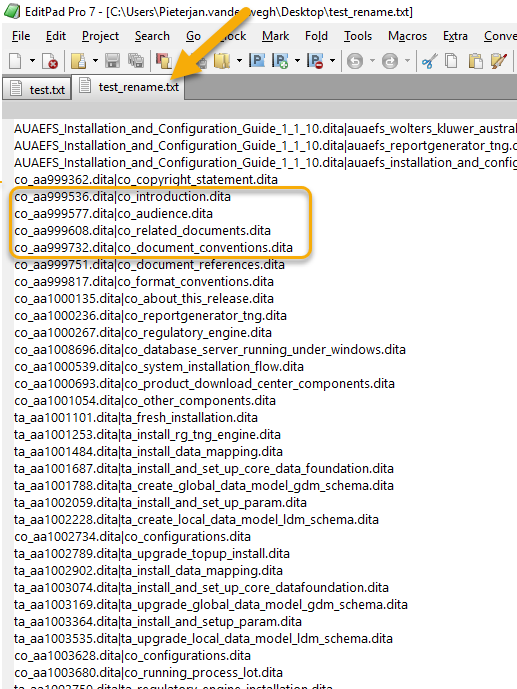 EditPad Pro 7 - [C:\Users\Pieterjan.vande wegh\Desktop\test_rename.txt]
File Edit Project Search Go Block Mark Fold Tools Macros Extra Conve
test.txt test_rename.txt
AUAEFS_Installation_and_Configuration_Guide_1_1_10.dita|auaefs_wolters_kluwer_austral
AUAEFS_Installation_and_Configuration_Guide_1_1_10.dita|auaefs_reportgenerator_tng.d
AUAEFS_Installation_and_Configuration_Guide_1_1_10.dita|auaefs_installation_and_confi
co_aa999362.dita|co_copyright_statement.dita
co_aa999536.dita|co_introduction.dita
co_aa999577.dita|co_audience.dita
co_aa999608.dita|co_related_documents.dita
co_aa999732.dita|co_document_conventions.dita
co_aa999751.dita|co_document_references.dita
co_aa999817.dita|co_format_conventions.dita
co_aa1000135.dita|co_about_this_release.dita
co_aa1000236.dita|co_reportgenerator_tng.dita
co_aa1000267.dita|co_regulatory_engine.dita
co_aa1008696.dita|co_database_server_running_under_windows.dita
co_aa1000539.dita|co_system_installation_flow.dita
co_aa1000693.dita|co_product_download_center_components.dita
co_aa1001054.dita|co_other_components.dita
ta_aa1001101.dita|ta_fresh_installation.dita
ta_aa1001253.dita|ta_install_rg_tng_engine.dita
ta_aa1001484.dita|ta_install_data_mapping.dita
ta_aa1001687.dita|ta_install_and_set_up_core_data_foundation.dita
ta_aa1001788.dita|ta_create_global_data_model_gdm_schema.dita
ta_aa1002059.dita|ta_install_and_set_up_param.dita
ta_aa1002228.dita|ta_create_local_data_model_ldm_schema.dita
co_aa1002734.dita|co_configurations.dita
ta_aa1002789.dita|ta_upgrade_topup_install.dita
ta_aa1002902.dita|ta_install_data_mapping.dita
ta_aa1003074.dita|ta_install_and_set_up_core_datafoundation.dita
ta_aa1003169.dita|ta_upgrade_global_data_model_gdm_schema.dita
ta_aa1003364.dita|ta_install_and_setup_param.dita
ta_aa1003535.dita|ta_upgrade_local_data_model_ldm_schema.dita
co_aa1003628.dita|co_configurations.dita
co_aa1003680.dita|co_running_process_lot.dita
ta_aa1003750.dita|ta_regulatory_engine_installation.dita